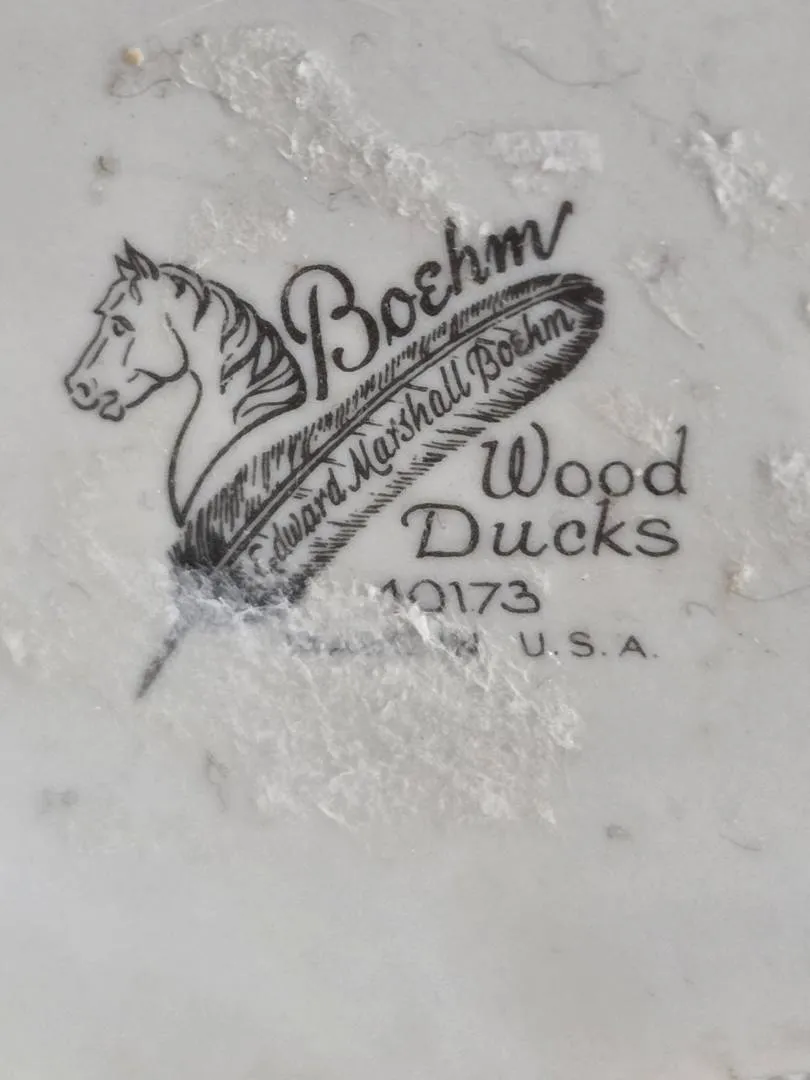 Boehm
Edward Marshall Boehm
Wood
Ducks
10173
U.S.A.